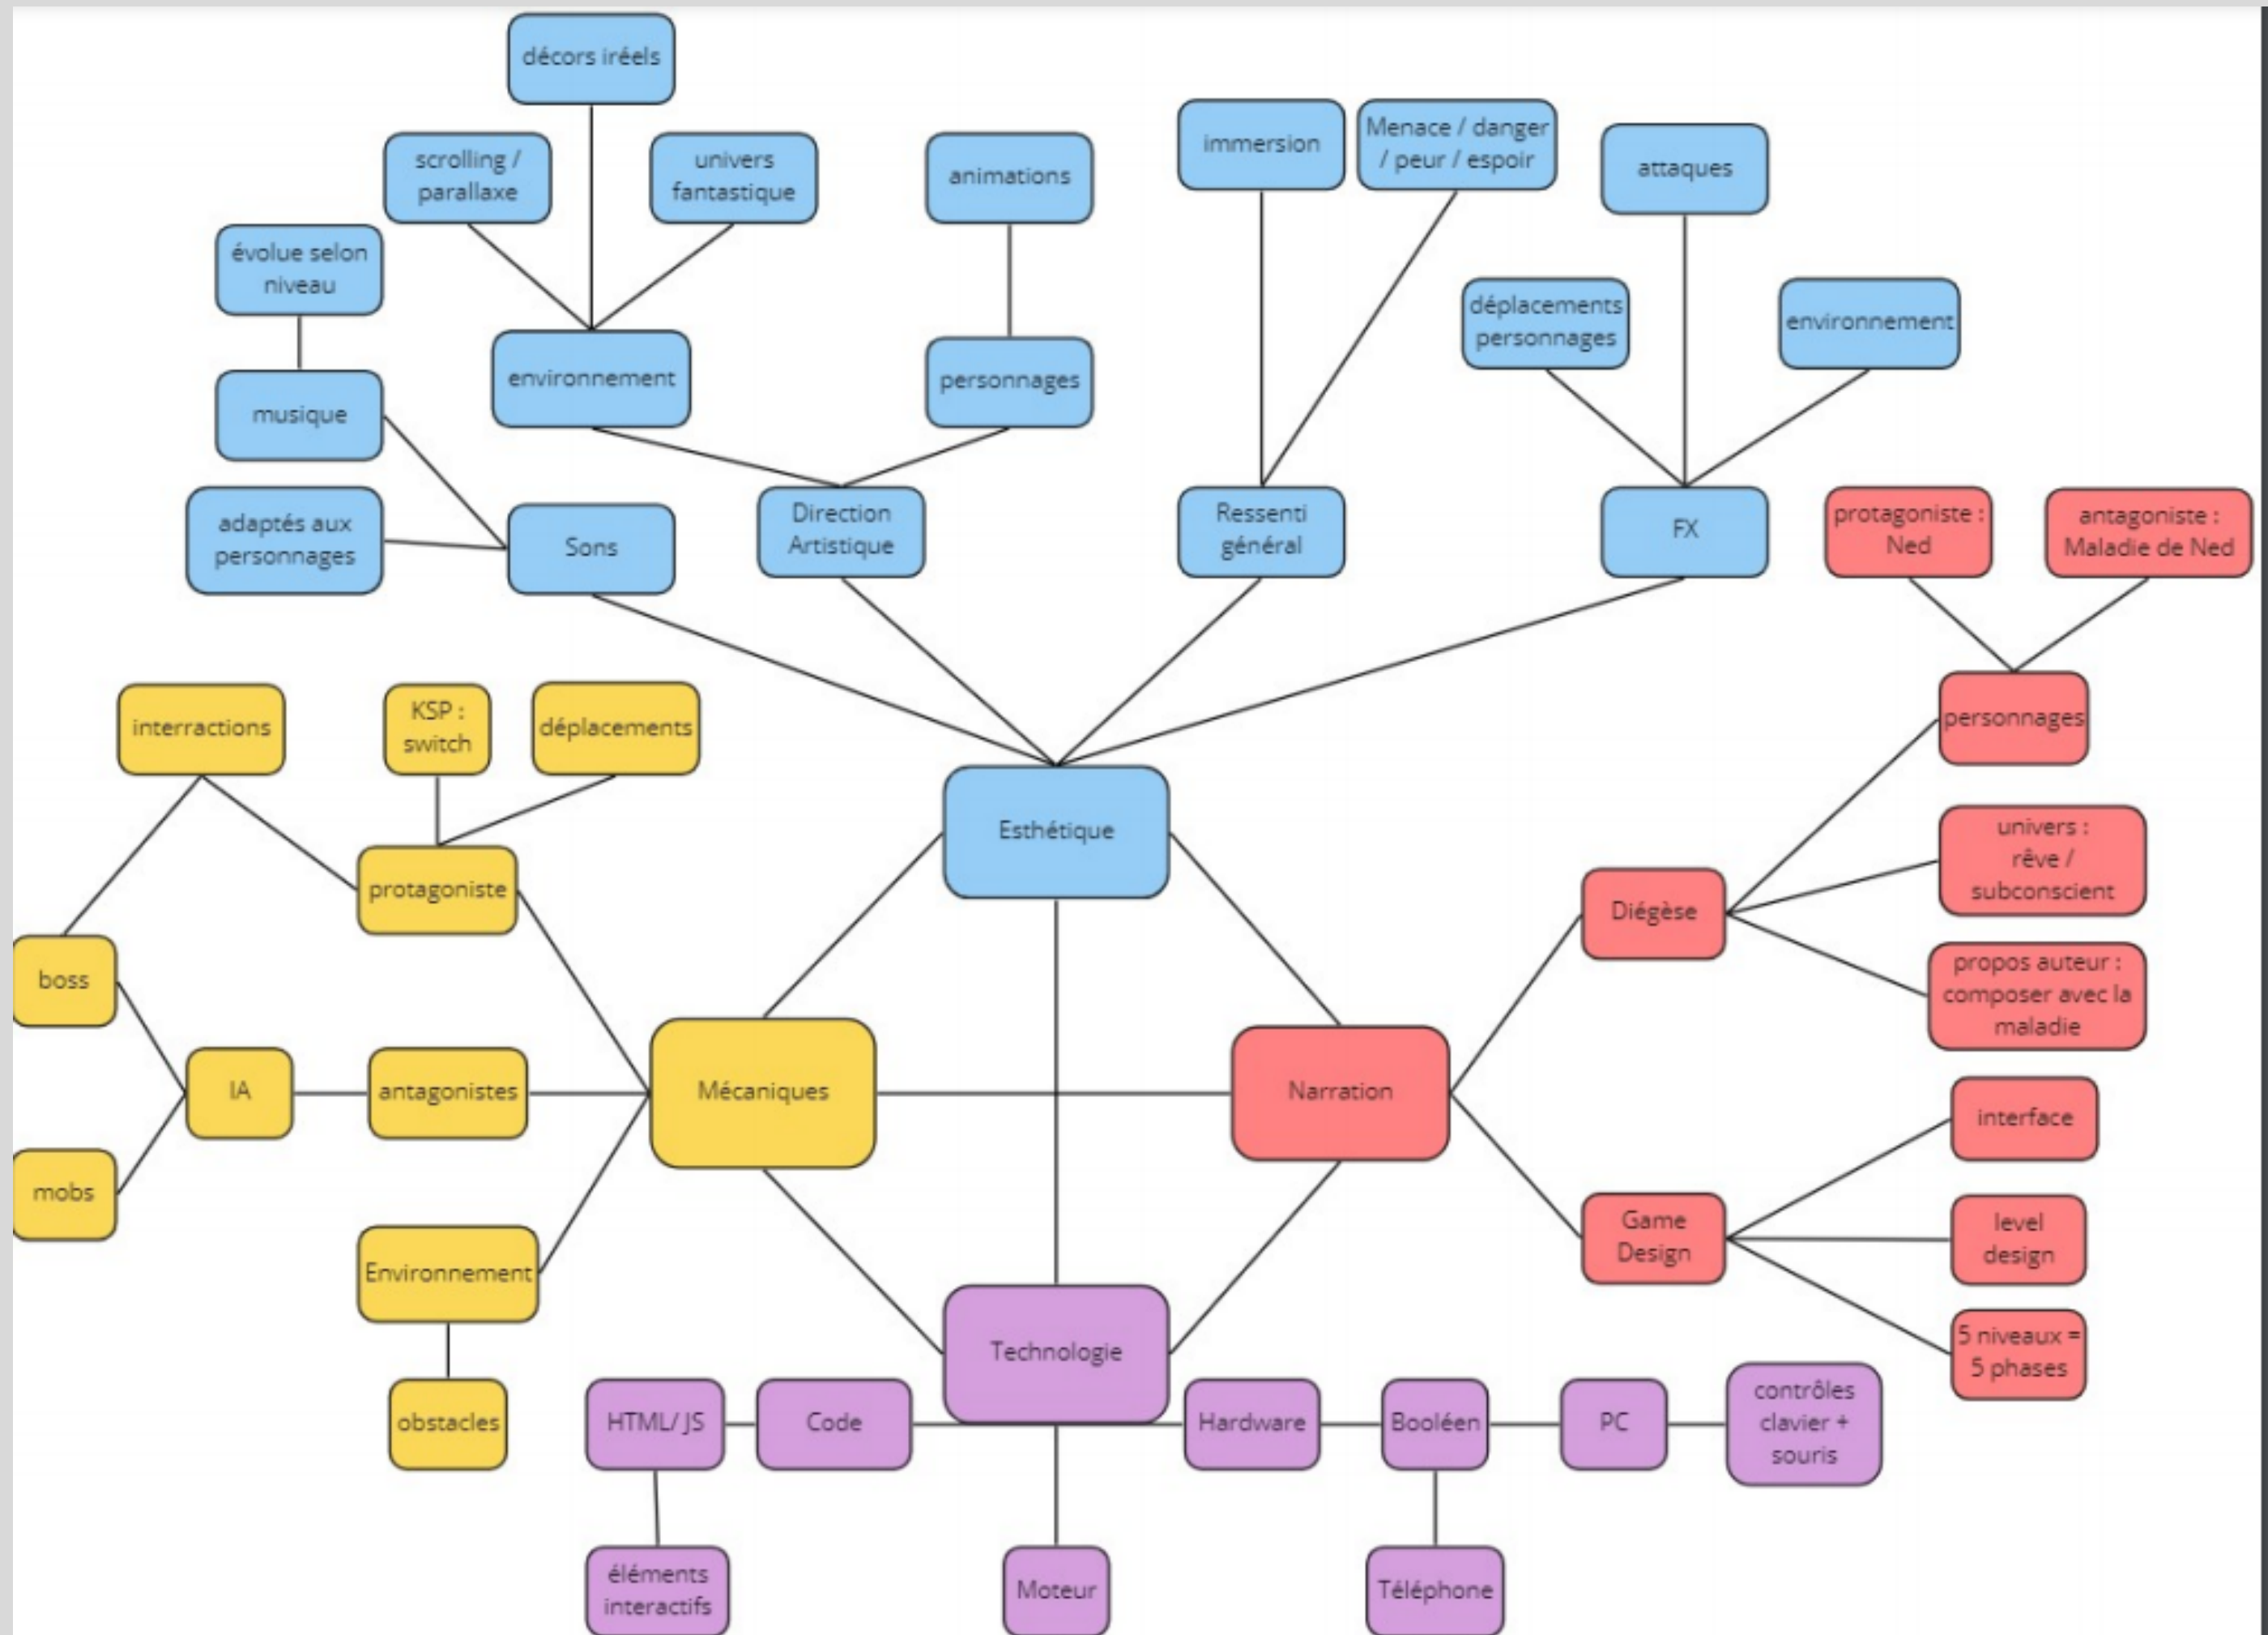 décors iréels
scrolling /
parallaxe
univers
fantastique
animations
immersion
Menace / danger
/ peur / espoir
attaques
évolue selon
niveau
déplacements
personnages
environnement
environnement
personnages
musique
adaptés aux
personnages
Sons
Direction
Artistique
Ressenti
général
FX
protagoniste :
Ned
antagoniste :
Maladie de Ned
interractions
KSP :
switch
déplacements
personnages
Esthétique
univers :
rêve /
subconscient
protagoniste
Diégèse
boss
propos auteur :
composer avec la
maladie
IA
antagonistes
Mécaniques
Narration
interface
mobs
Game
Design
level
design
Environnement
Technologie
5 niveaux =
5 phases
obstacles
HTML/ JS
Code
Hardware
Booléen
PC
contrôles
clavier +
souris
éléments
interactifs
Moteur
Téléphone